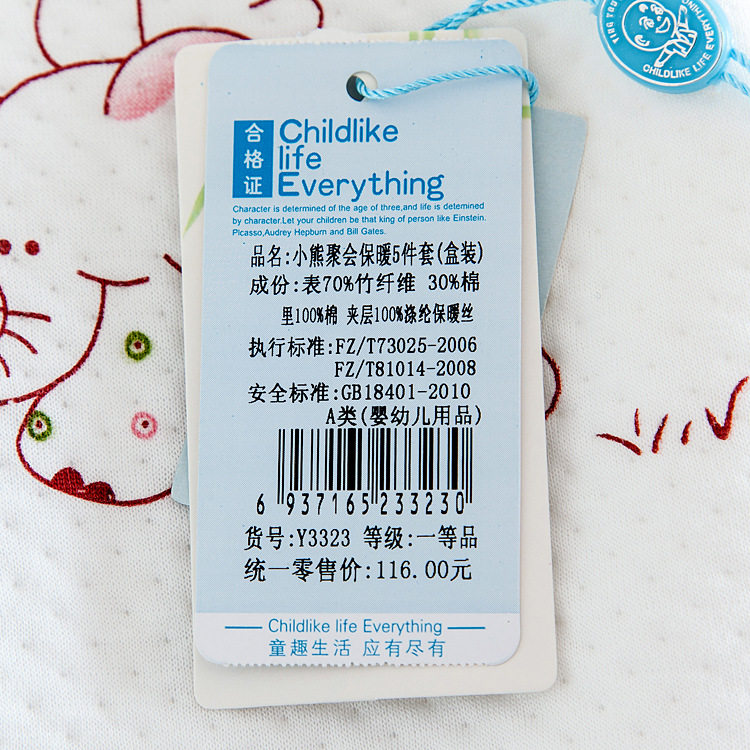 合格证
Childlike
life
Everything
Character is determined of the age of three,and life is detemined
by character.Let your children be that king of person like Einstein.
Picasso,Audrey Hepburn and Bill Gates.
品名:小熊聚会保暖5件套(盒装)
成份:表70%竹纤维 30%棉
里100%棉 夹层100%涤纶保暖丝
执行标准:FZ/T73025-2006
FZ/T81014-2008
安全标准:GB18401-2010
A类(婴幼儿用品)
6 937165 233230
货号:Y3323 等级:一等品
统一零售价:116.00元
Childlike life Everything
童趣生活 应有尽有
CHILDLIKE LIFE EVERYTHING